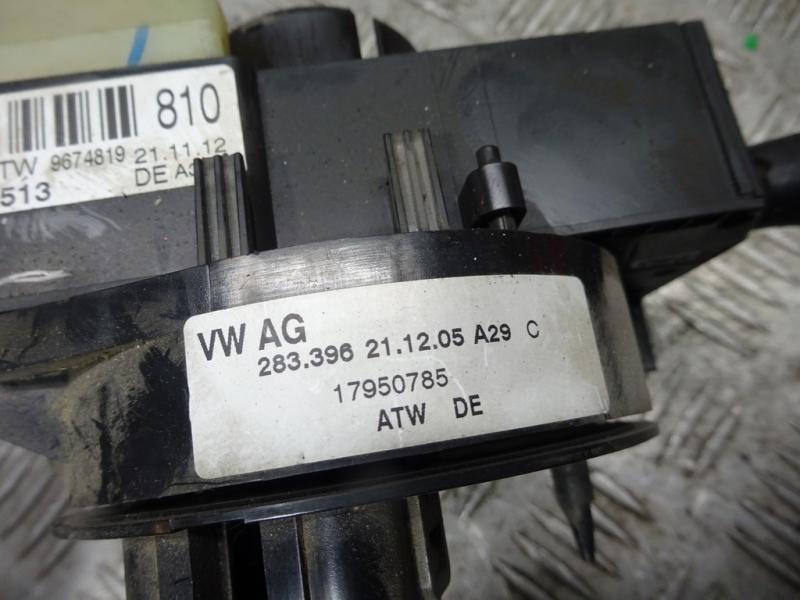 810
TW 9674819 21.11.12
513 DE A3
VW AG
283.396 21.12.05 A29 C
17950785
ATW DE